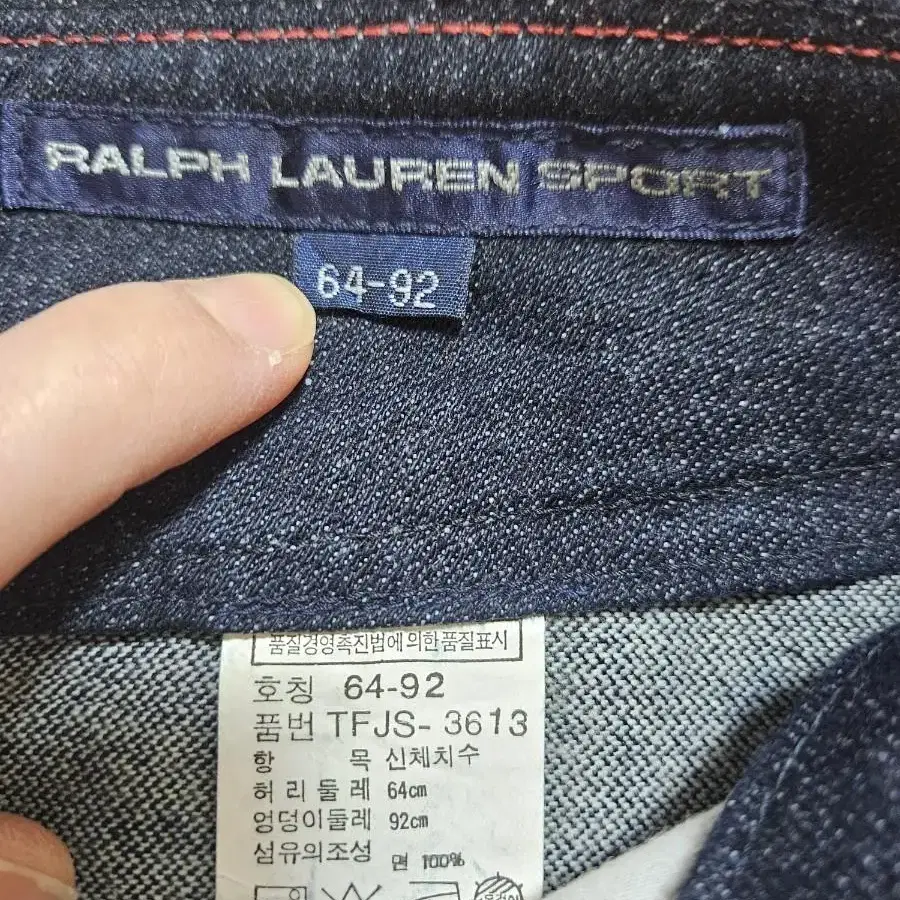 RALPH LAUREN SPORT
64-92
품질경영촉진법에 의한 품질표시
호칭 64-92
품번 TFJS- 3613
항 목 신체치수
허리둘레 64cm
엉덩이둘레 92cm
섬유의조성 면 100%